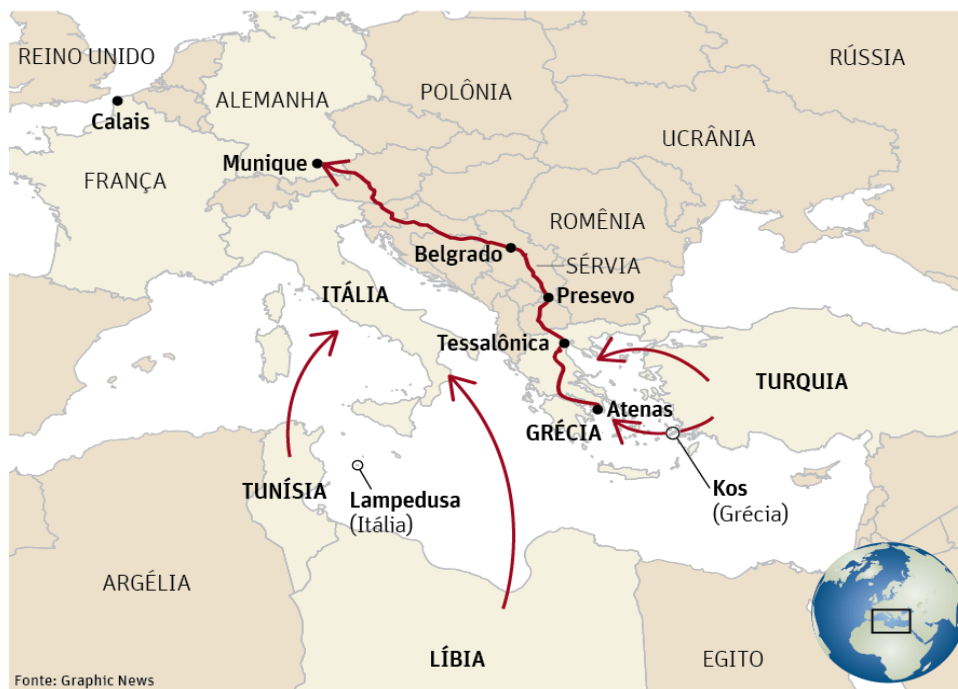 REINO UNIDO
RÚSSIA
POLÔNIA
ALEMANHA
Calais
UCRÂNIA
Munique
FRANÇA
ROMÊNIA
Belgrado
SÉRVIA
ITÁLIA
Presevo
Tessalônica
TURQUIA
Atenas
GRÉCIA
TUNÍSIA
Lampedusa
(Itália)
Kos
(Grécia)
ARGÉLIA
LÍBIA
EGITO
Fonte: Graphic News